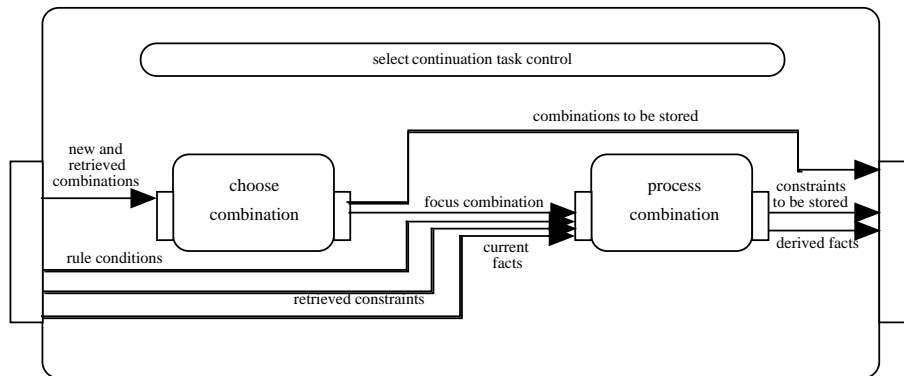 select continuation task control
combinations to be stored
new and
retrieved
combinations
choose
combination
focus combination
process
combination
constraints
to be stored
rule conditions
current
facts
derived facts
retrieved constraints